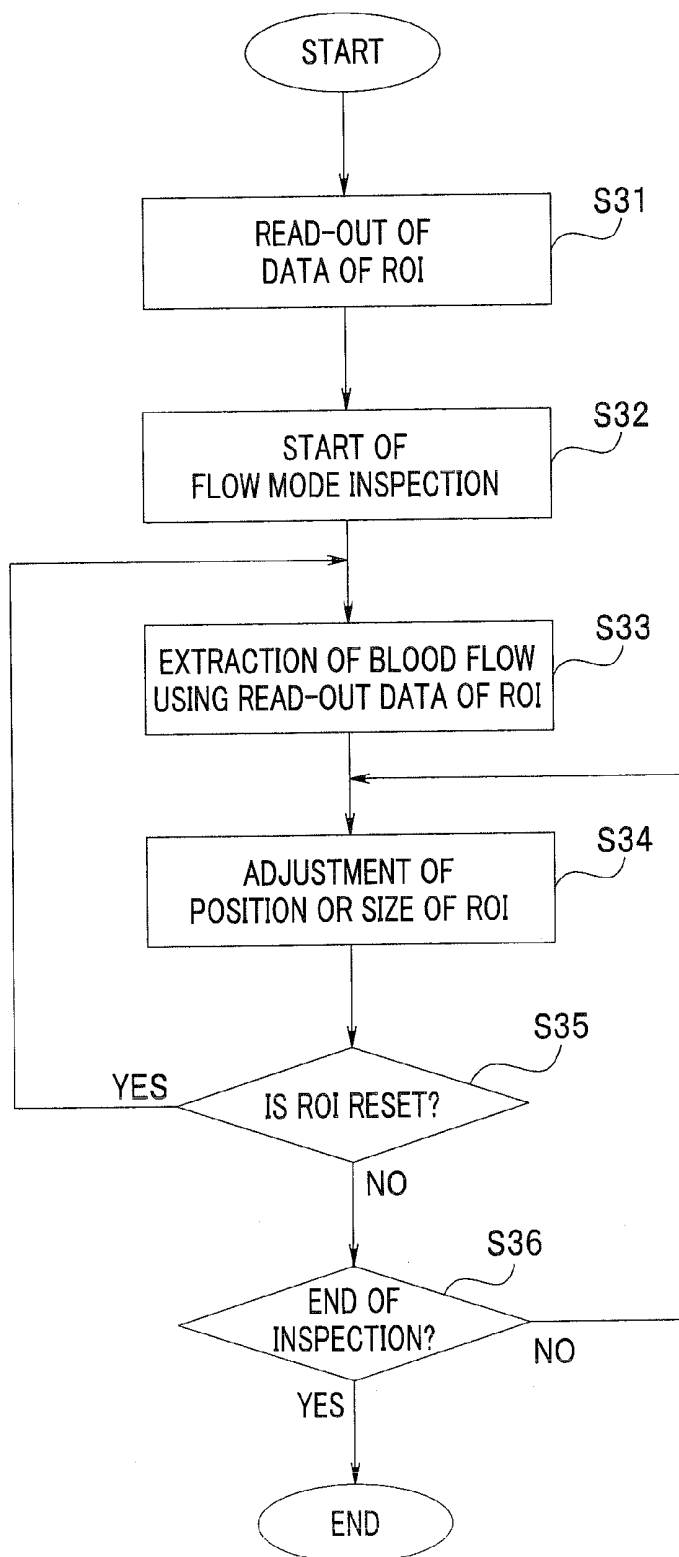 START
S31
READ-OUT OF
DATA OF ROI
S32
START OF
FLOW MODE INSPECTION
S33
EXTRACTION OF BLOOD FLOW
USING READ-OUT DATA OF ROI
S34
ADJUSTMENT OF
POSITION OR SIZE OF ROI
S35
YES
IS ROI RESET?
NO
S36
END OF
INSPECTION?
NO
YES
END